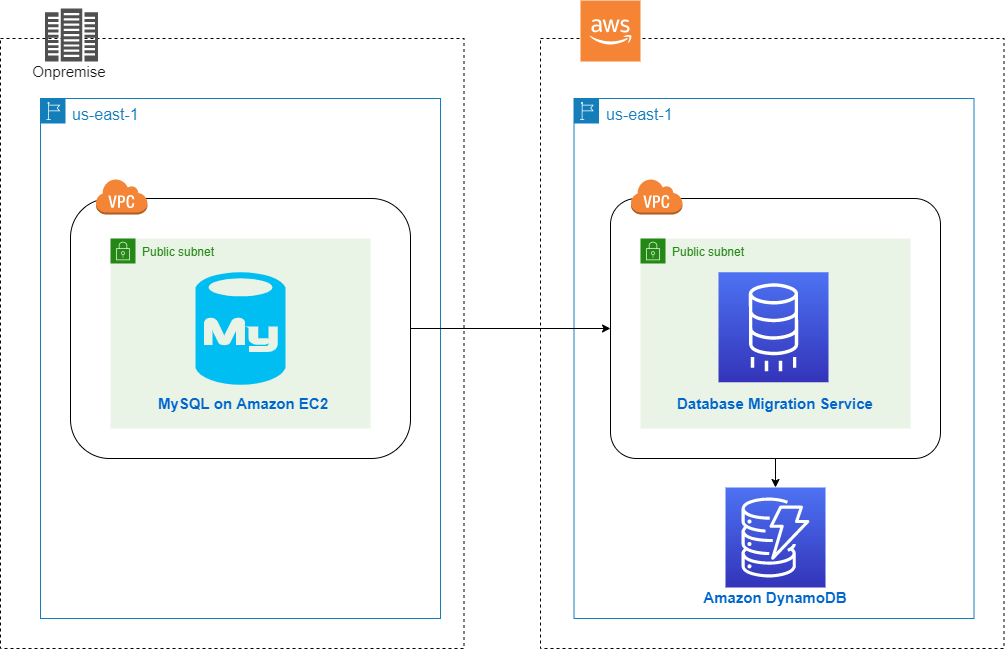 aws
Onpremise
us-east-1
us-east-1
VPC
VPC
Public subnet
Public subnet
My
MySQL on Amazon EC2
Database Migration Service
Amazon DynamoDB